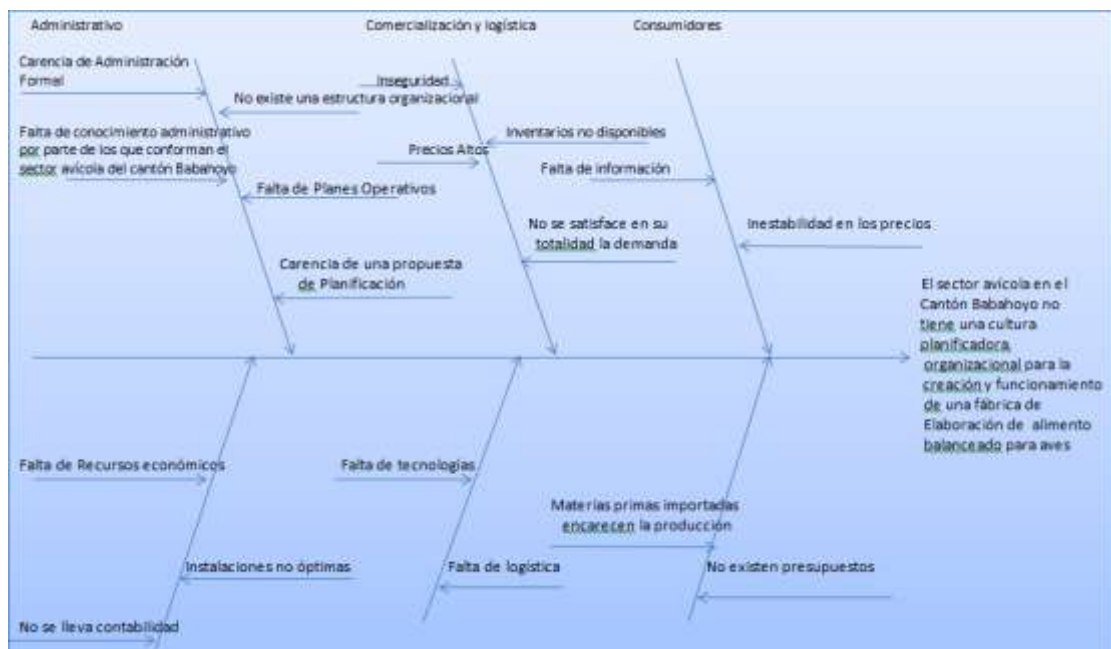 Administrativo
Comercialización y logística
Consumidores
Carencia de Administración
Formal
Inseguridad
No existe una estructura organizacional
Falta de conocimiento administrativo
por parte de los que conforman el
sector avícola del cantón Babahoyo
Inventarios no disponibles
Precios Altos
Falta de información
Falta de Planes Operativos
No se satisface en su
totalidad la demanda
Inestabilidad en los precios
Carencia de una propuesta
de Planificación
El sector avícola en el
Cantón Babahoyo no
tiene una cultura
planificadora,
organizacional para la
creación y funcionamiento
de una fábrica de
Elaboración de alimento
balanceado para aves
Falta de Recursos económicos
Falta de tecnologías
Materias primas importadas
encarecen la producción
Instalaciones no óptimas
Falta de logística
No existen presupuestos
No se lleva contabilidad